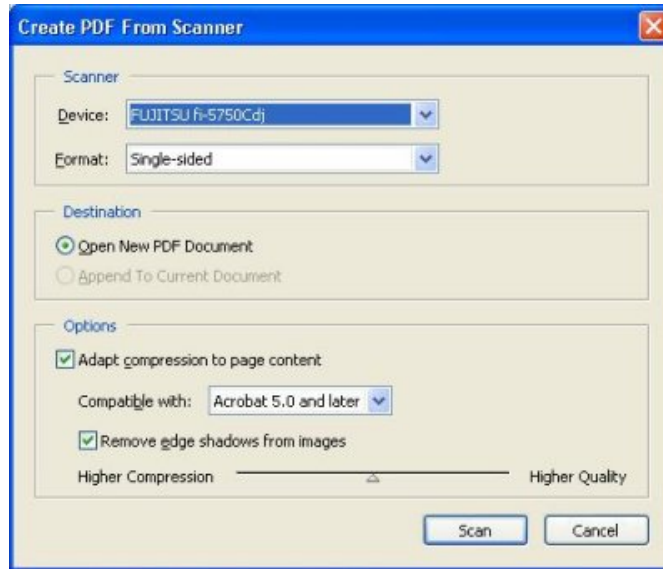 Create PDF From Scanner
Scanner
Device: FUJITSU fi-5750Cdj
Format: Single-sided
Destination
Open New PDF Document
Append To Current Document
Options
Adapt compression to page content
Compatible with: Acrobat 5.0 and later
Remove edge shadows from images
Higher Compression Higher Quality
Scan Cancel